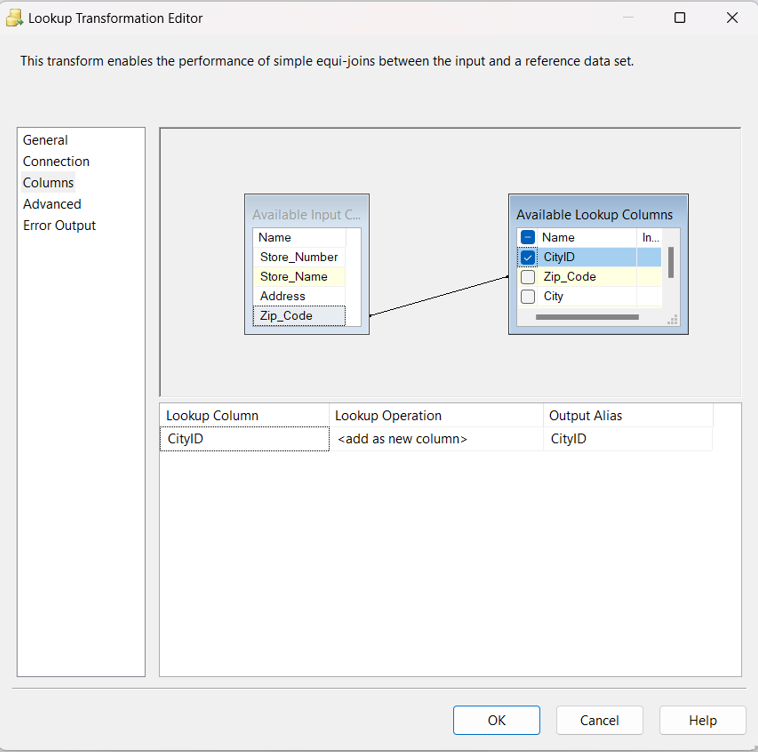 Lookup Transformation Editor
This transform enables the performance of simple equi-joins between the input and a reference data set.
General
Connection
Columns
Advanced
Error Output
Available Input C...
Name
Store_Number
Store_Name
Address
Zip_Code
Available Lookup Columns
Name In...
CityID
Zip_Code
City
Lookup Column Lookup Operation Output Alias
CityID <add as new column> CityID
OK Cancel Help